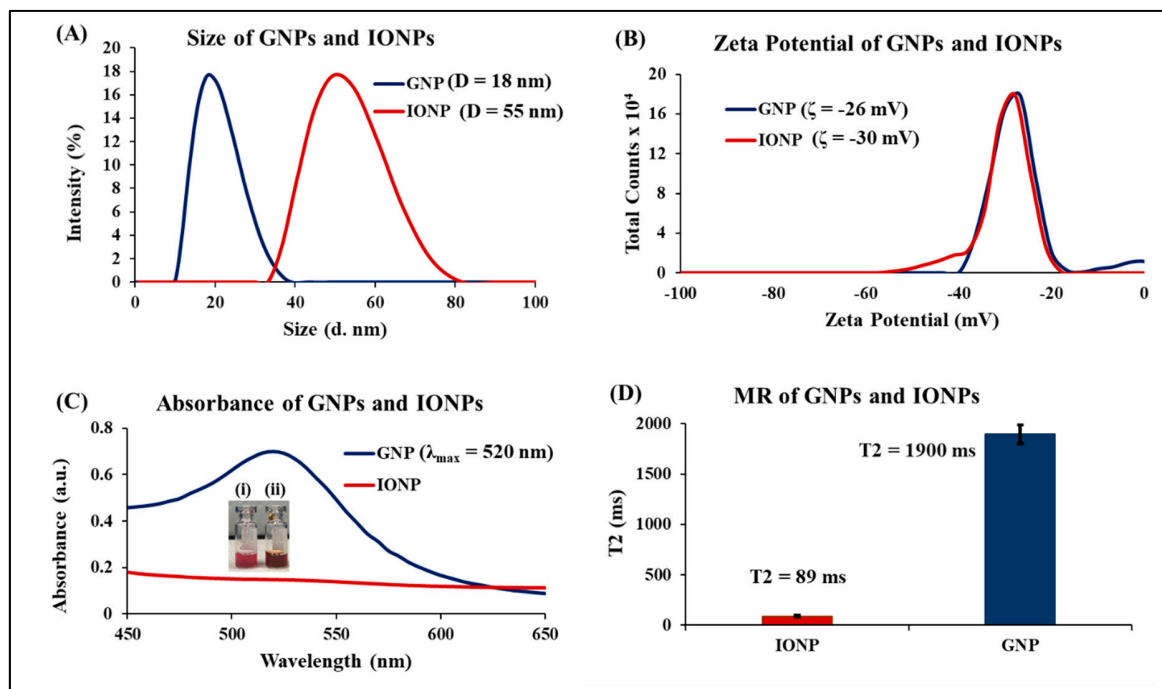 (A)
Size of GNPs and IONPs
GNP (D = 18 nm)
IONP (D = 55 nm)
Intensity (%)
20
18
16
14
12
10
8
6
4
2
0
0 20 40 60 80 100
Size (d. nm)
(B)
Zeta Potential of GNPs and IONPs
GNP (ζ = -26 mV)
IONP (ζ = -30 mV)
Total Counts x 10⁴
20
16
12
8
4
0
-100 -80 -60 -40 -20 0
Zeta Potential (mV)
(C)
Absorbance of GNPs and IONPs
GNP (λmax = 520 nm)
IONP
(i) (ii)
Absorbance (a.u.)
0.8
0.6
0.4
0.2
0
450 500 550 600 650
Wavelength (nm)
(D)
MR of GNPs and IONPs
T2 = 1900 ms
T2 = 89 ms
T2 (ms)
2000
1500
1000
500
0
IONP GNP